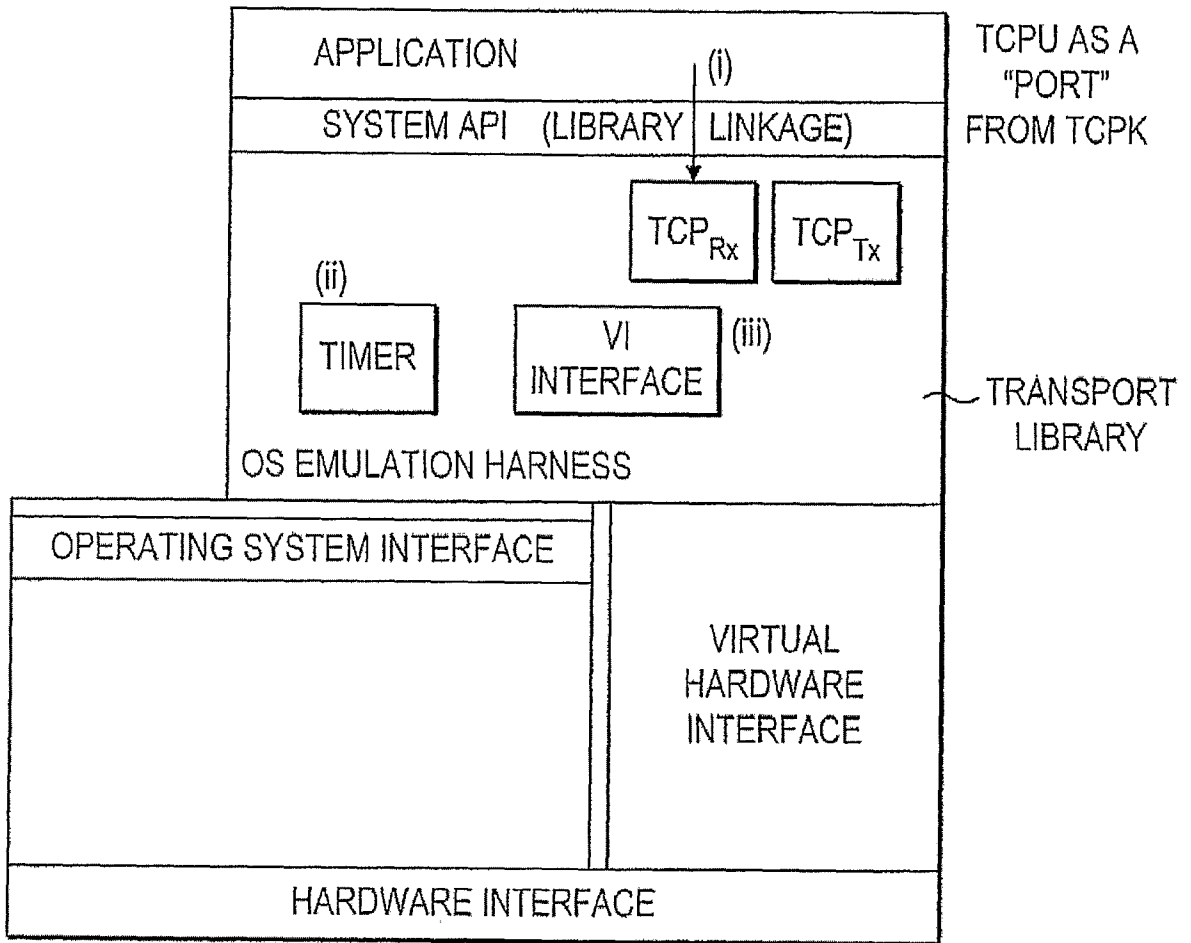 APPLICATION
(i)
TCPU AS A
"PORT"
FROM TCPK
SYSTEM API (LIBRARY LINKAGE)
TCPRx
TCPTx
(ii)
TIMER
VI
INTERFACE
(iii)
TRANSPORT
LIBRARY
OS EMULATION HARNESS
OPERATING SYSTEM INTERFACE
VIRTUAL
HARDWARE
INTERFACE
HARDWARE INTERFACE